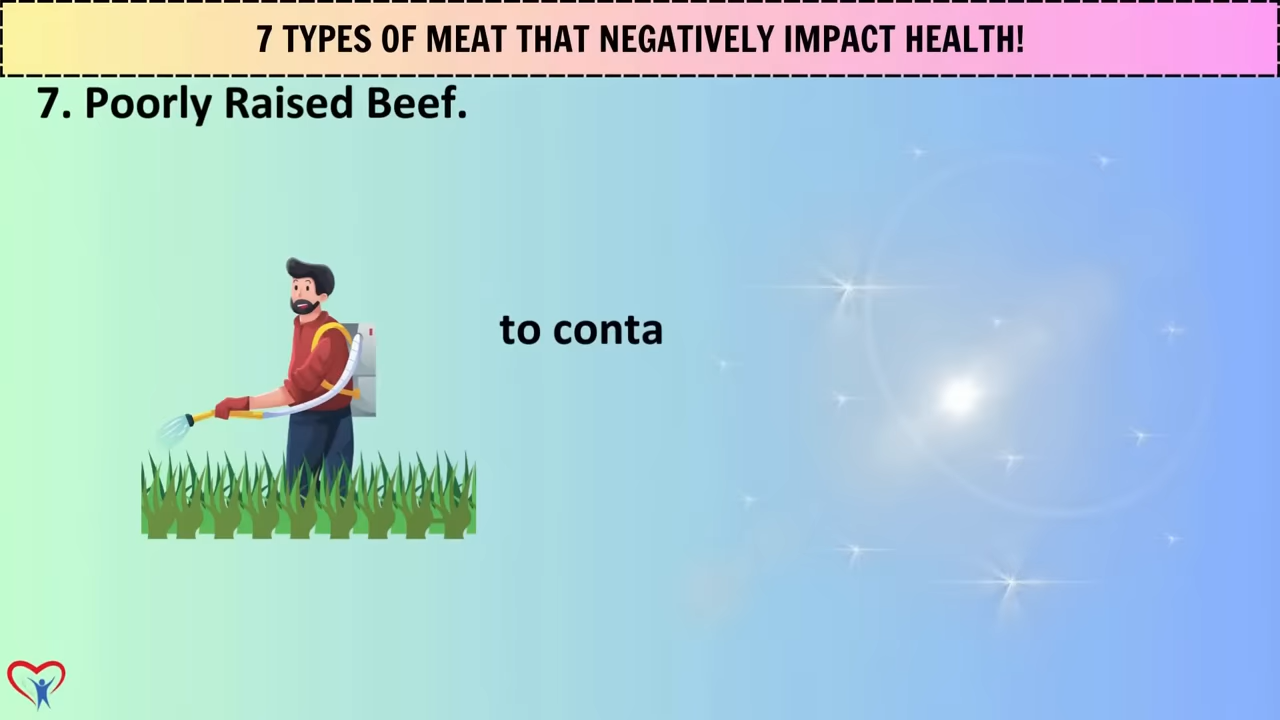 7 TYPES OF MEAT THAT NEGATIVELY IMPACT HEALTH!
7. Poorly Raised Beef.
to conta